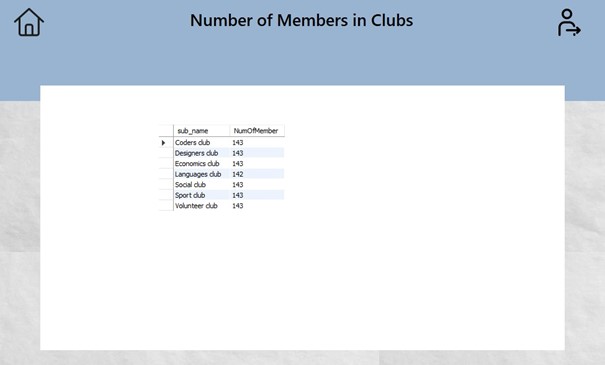 Number of Members in Clubs
sub_name NumOfMember
Coders club 143
Designers club 143
Economics club 143
Languages club 142
Social club 143
Sport club 143
Volunteer club 143